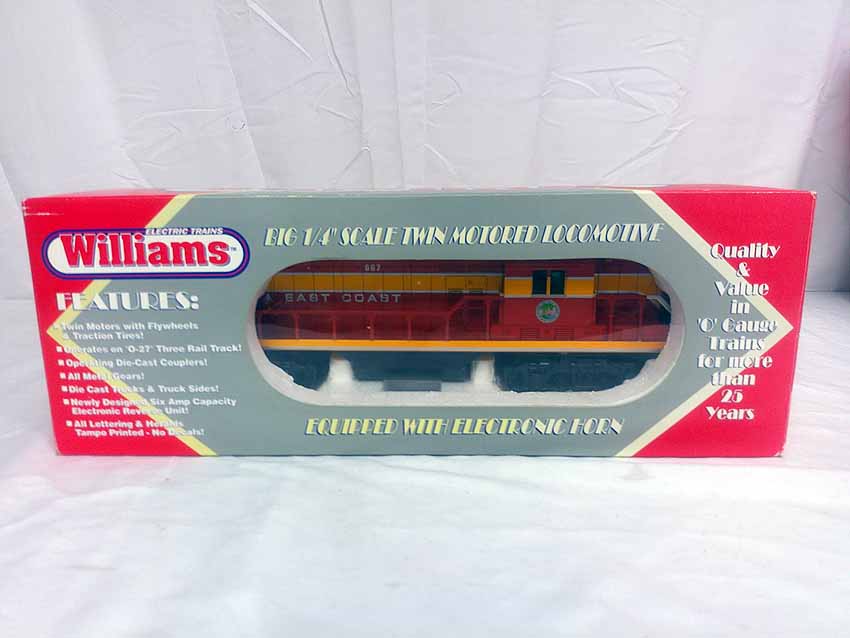 ELECTRIC TRAINS
Williams™
FEATURES:
Twin Motors with Flywheels
& Traction Tires!
Operates on 'O-27' Three Rail Track!
Operating Die-Cast Couplers!
All Metal Gears!
Die Cast Trucks & Truck Sides!
Newly Designed Six Amp Capacity
Electronic Reverse Unit!
All Lettering & Heralds
Tampo Printed - No Decals!
BIG 1/4" SCALE TWIN MOTORED LOCOMOTIVE
667
EAST COAST
EQUIPPED WITH ELECTRONIC HORN
Quality
&
Value
in
'O' Gauge
Trains
for more
than
25
Years